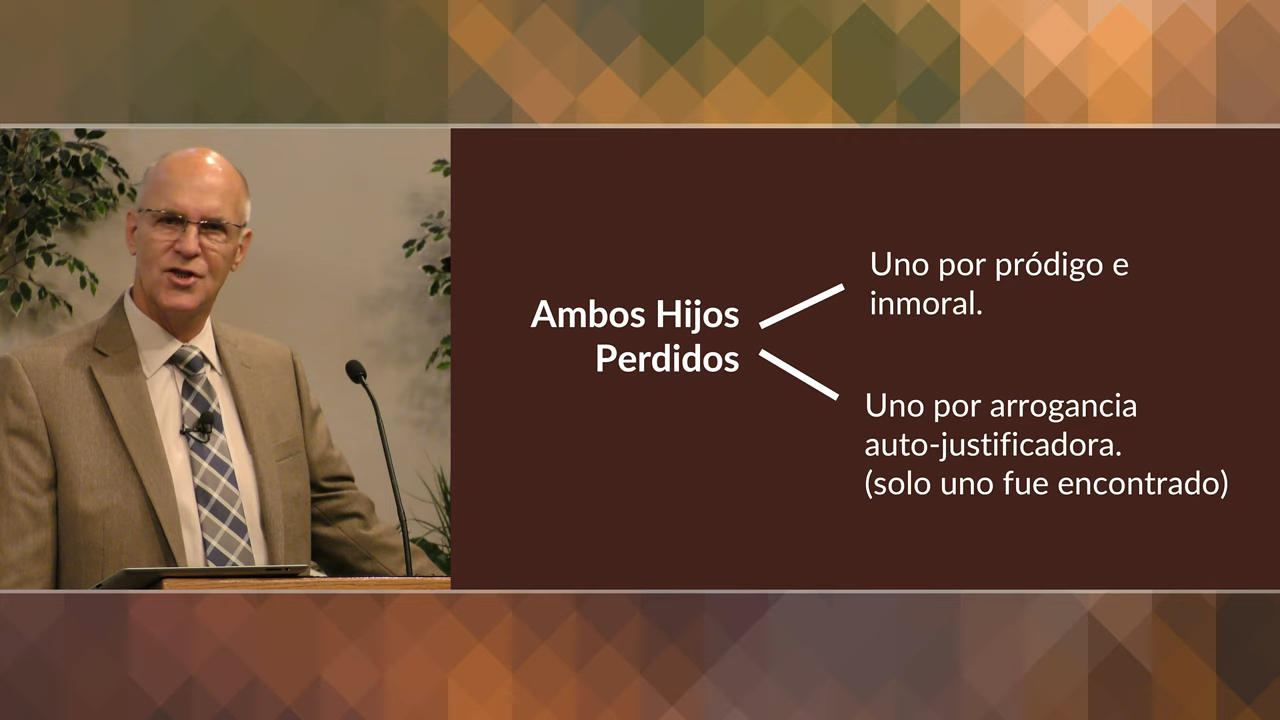 Ambos Hijos
Perdidos
Uno por pródigo e
inmoral.
Uno por arrogancia
auto-justificadora.
(solo uno fue encontrado)